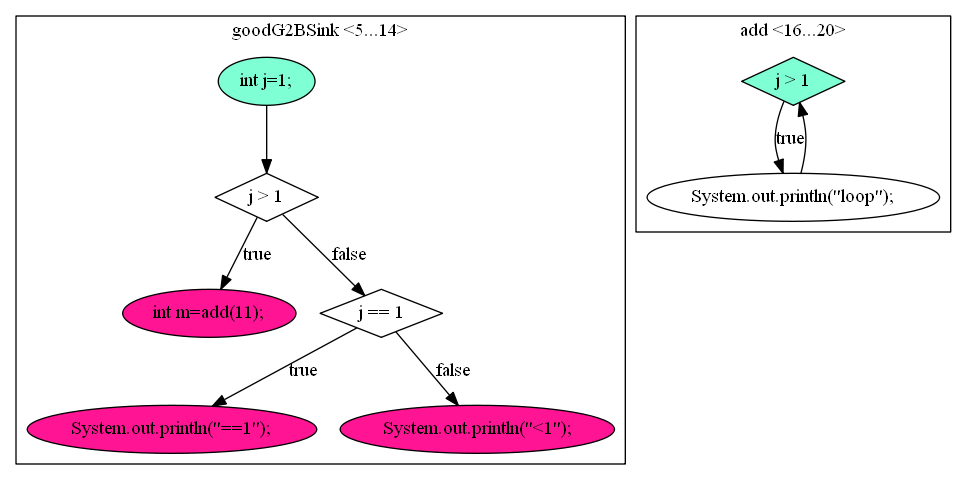 goodG2BSink <5...14>
int j=1;
j > 1
true
false
int m=add(11);
j == 1
true
false
System.out.println("==1");
System.out.println("<1");
add <16...20>
j > 1
true
System.out.println("loop");